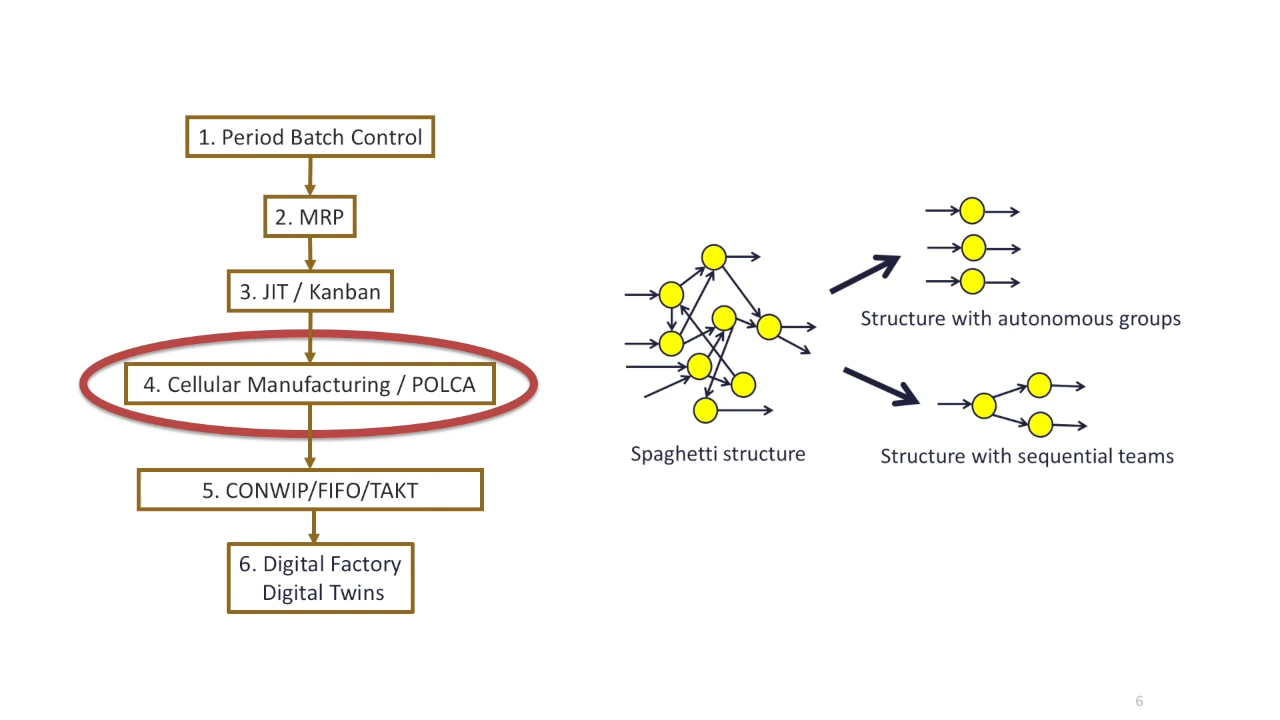 1. Period Batch Control
2. MRP
3. JIT / Kanban
4. Cellular Manufacturing / POLCA
5. CONWIP/FIFO/TAKT
6. Digital Factory
Digital Twins
Spaghetti structure
Structure with autonomous groups
Structure with sequential teams
6